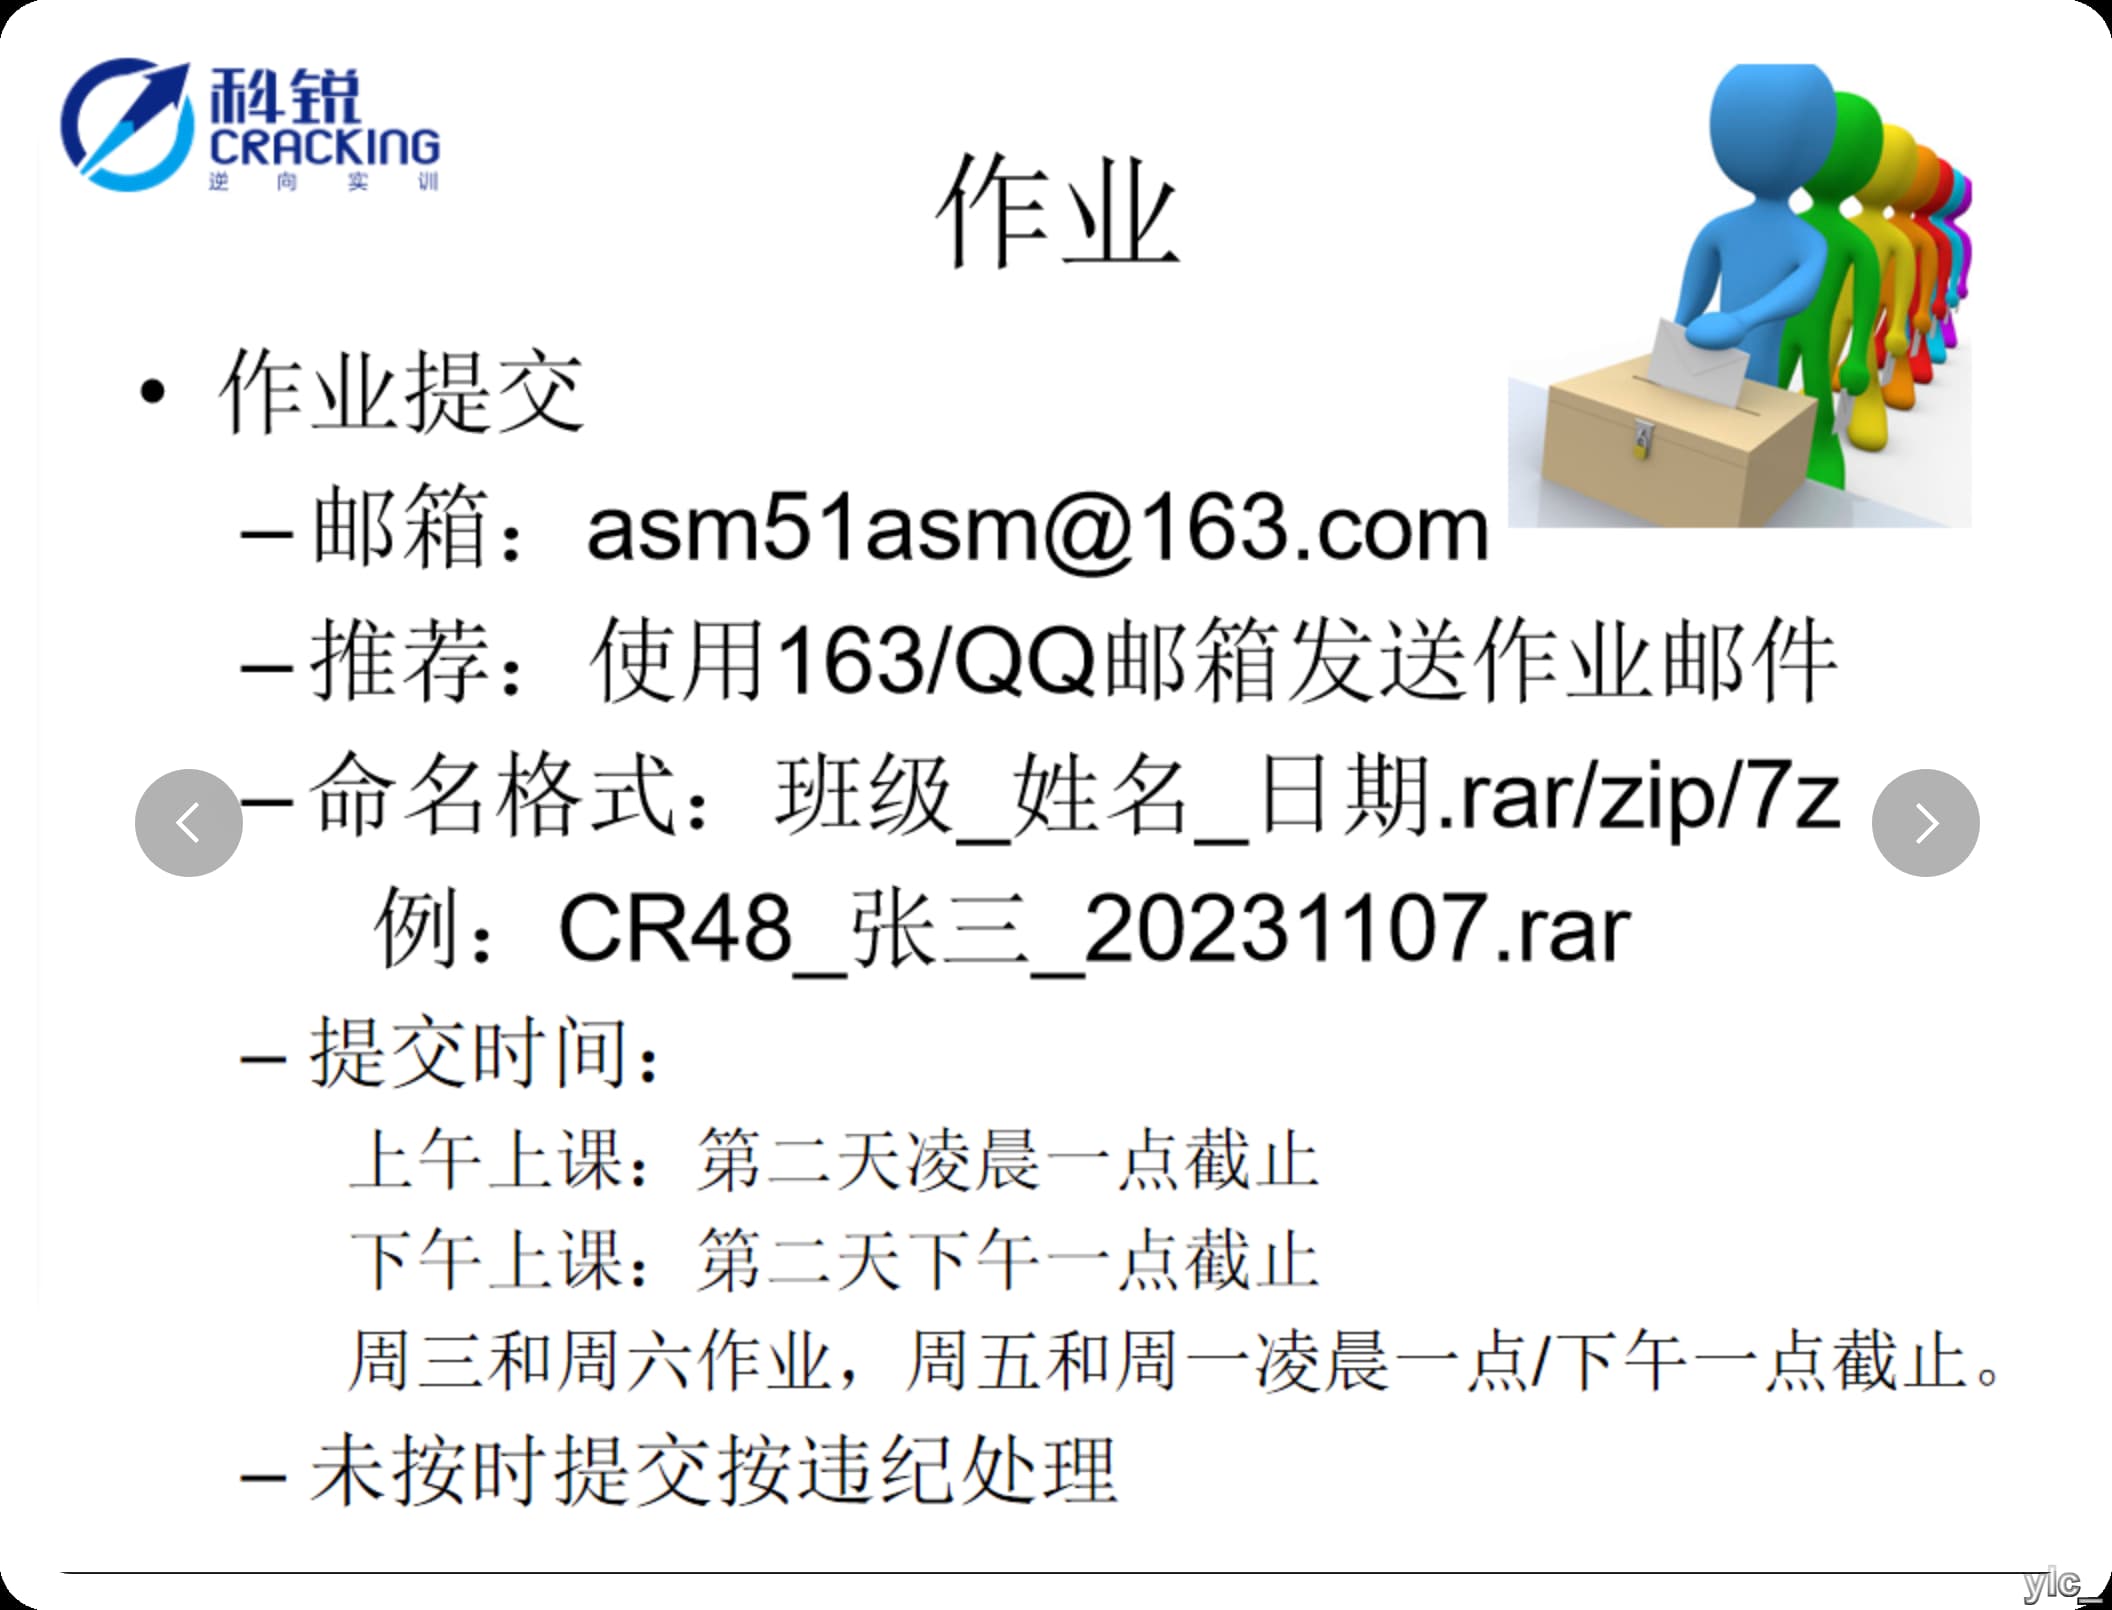 科锐
CRACKING
逆向实训
作业
• 作业提交
– 邮箱：asm51asm@163.com
– 推荐：使用163/QQ邮箱发送作业邮件
– 命名格式：班级_姓名_日期.rar/zip/7z
例：CR48_张三_20231107.rar
– 提交时间：
上午上课：第二天凌晨一点截止
下午上课：第二天下午一点截止
周三和周六作业，周五和周一凌晨一点/下午一点截止。
– 未按时提交按违纪处理
ylc_